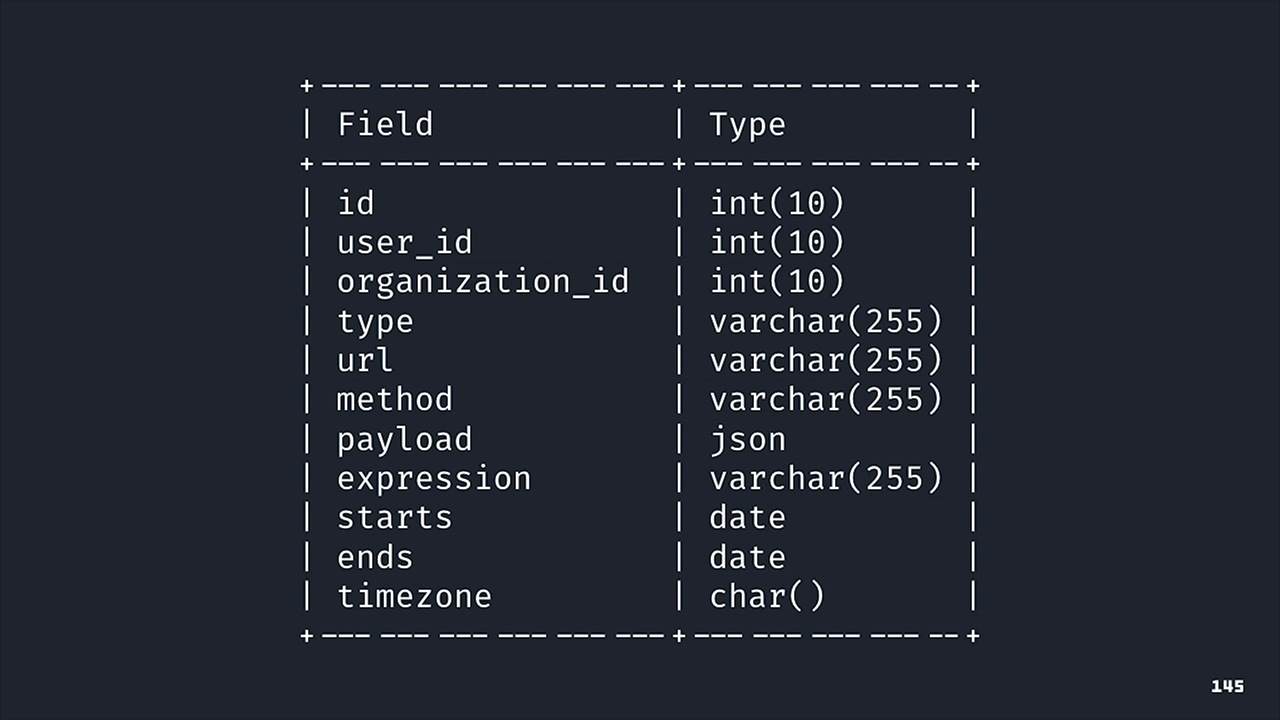 +--- --- --- --- --- ---+--- --- --- --- --+
| Field | Type |
+--- --- --- --- --- ---+--- --- --- --- --+
| id | int(10) |
| user_id | int(10) |
| organization_id | int(10) |
| type | varchar(255) |
| url | varchar(255) |
| method | varchar(255) |
| payload | json |
| expression | varchar(255) |
| starts | date |
| ends | date |
| timezone | char() |
+--- --- --- --- --- ---+--- --- --- --- --+
145